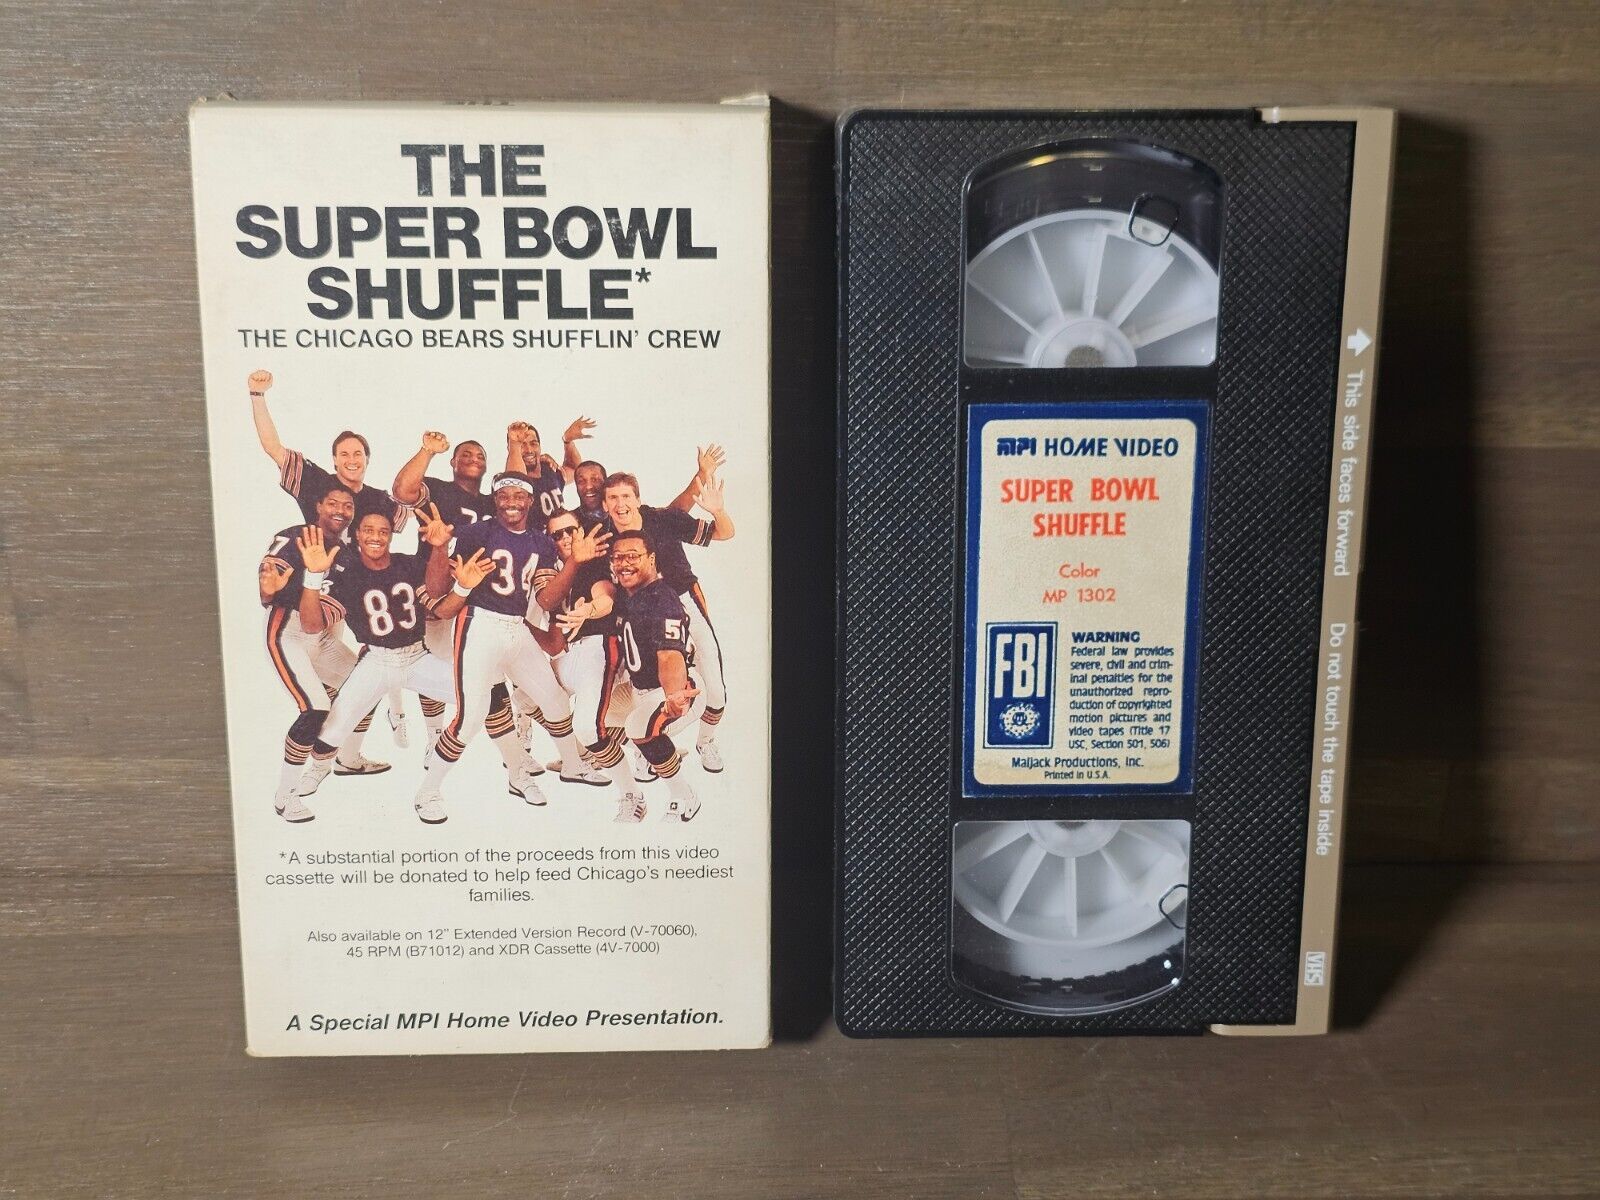 THE
SUPER BOWL
SHUFFLE*
THE CHICAGO BEARS SHUFFLIN' CREW
83
34
95
7
50
*A substantial portion of the proceeds from this video
cassette will be donated to help feed Chicago's neediest
families.
Also available on 12" Extended Version Record (V-70060),
45 RPM (B71012) and XDR Cassette (4V-7000)
A Special MPI Home Video Presentation.
MPI HOME VIDEO
SUPER BOWL
SHUFFLE
Color
MP 1302
FBI
WARNING
Federal law provides
severe, civil and crim-
inal penalties for the
unauthorized repro-
duction of copyrighted
motion pictures and
video tapes (Title 17
USC, Section 501, 506)
Maljack Productions, Inc.
Printed in U.S.A.
This side faces forward Do not touch the tape inside
VHS